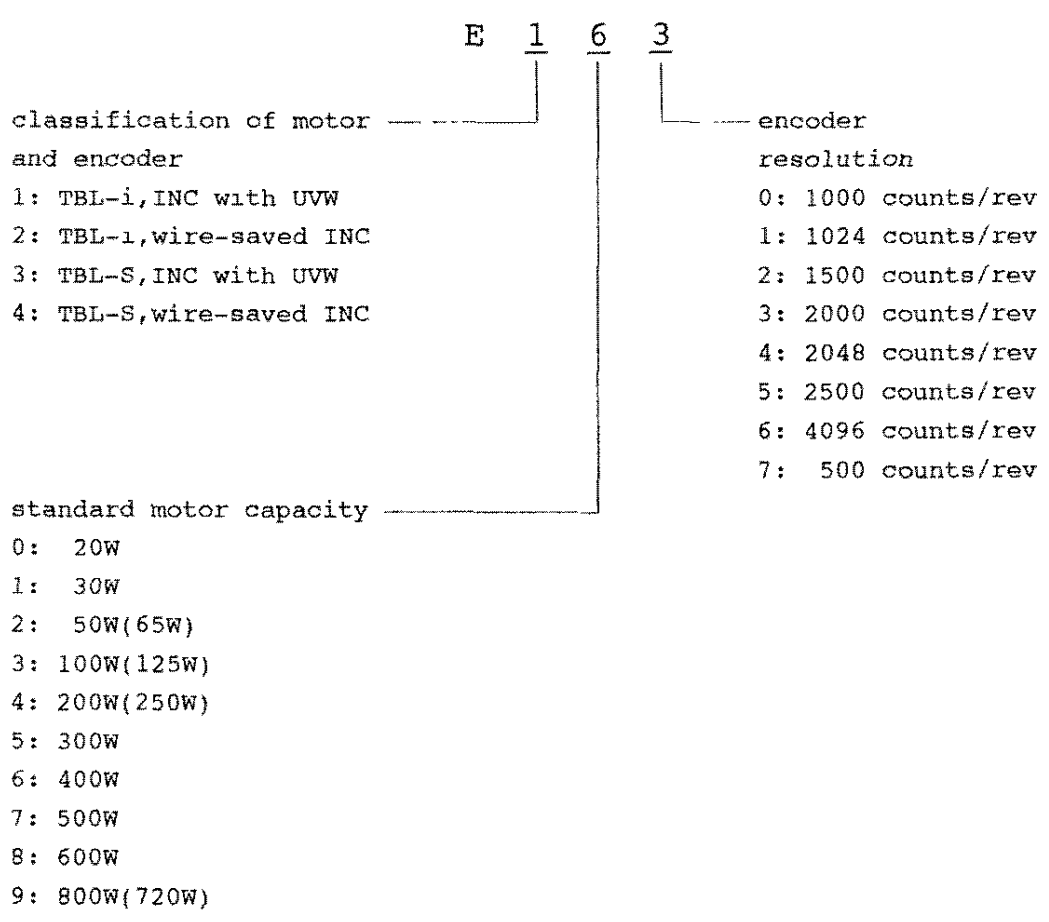 E 1 6 3
classification of motor
and encoder
1: TBL-i,INC with UVW
2: TBL-i,wire-saved INC
3: TBL-S,INC with UVW
4: TBL-S,wire-saved INC
encoder
resolution
0: 1000 counts/rev
1: 1024 counts/rev
2: 1500 counts/rev
3: 2000 counts/rev
4: 2048 counts/rev
5: 2500 counts/rev
6: 4096 counts/rev
7: 500 counts/rev
standard motor capacity
0: 20W
1: 30W
2: 50W(65W)
3: 100W(125W)
4: 200W(250W)
5: 300W
6: 400W
7: 500W
8: 600W
9: 800W(720W)